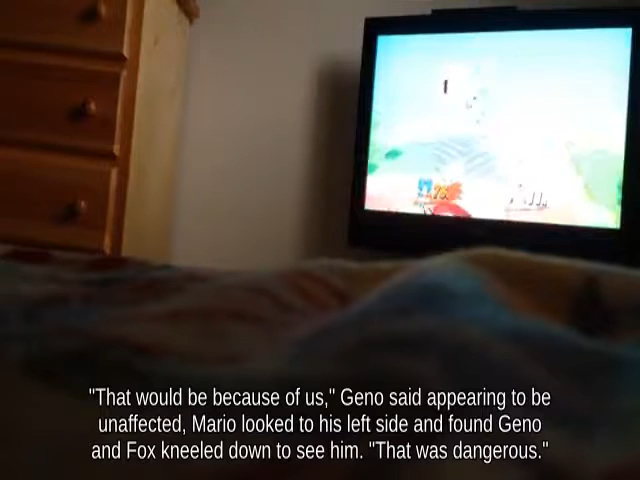 "That would be because of us," Geno said appearing to be
unaffected, Mario looked to his left side and found Geno
and Fox kneeled down to see him. "That was dangerous."